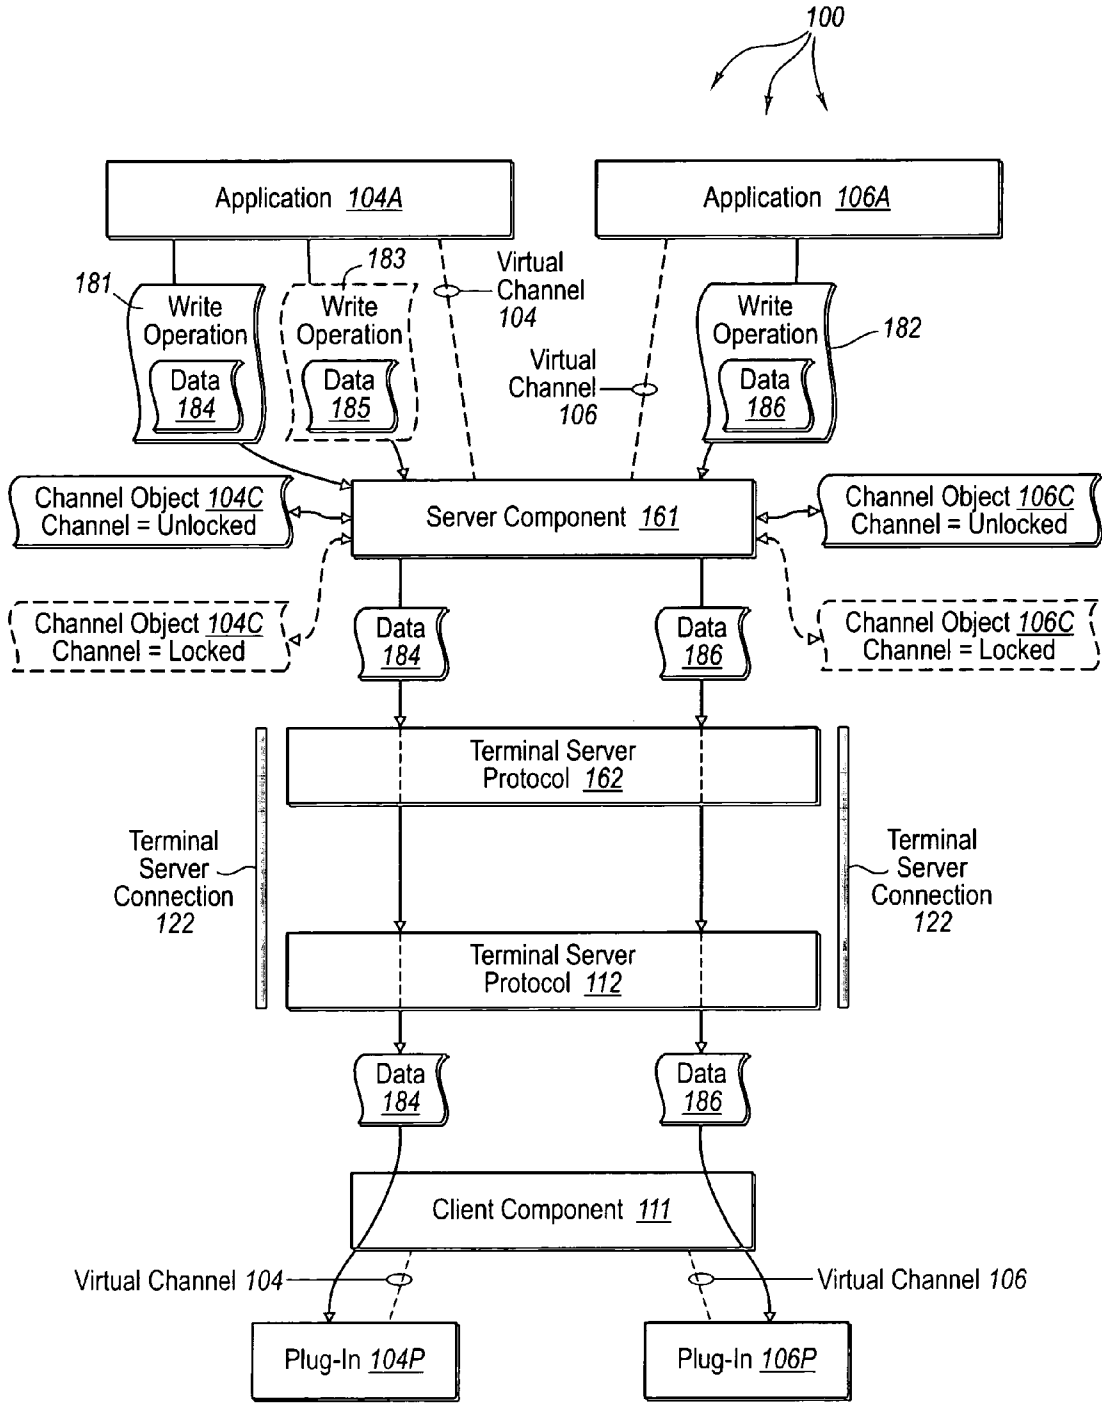 100
Application 104A
Application 106A
181
Write
Operation
Data
184
183
Write
Operation
Data
185
Virtual
Channel
104
Virtual
Channel
106
Write
Operation
Data
186
182
Channel Object 104C
Channel = Unlocked
Server Component 161
Channel Object 106C
Channel = Unlocked
Channel Object 104C
Channel = Locked
Data
184
Data
186
Channel Object 106C
Channel = Locked
Terminal Server
Protocol 162
Terminal
Server
Connection
122
Terminal
Server
Connection
122
Terminal Server
Protocol 112
Data
184
Data
186
Client Component 111
Virtual Channel 104
Virtual Channel 106
Plug-In 104P
Plug-In 106P